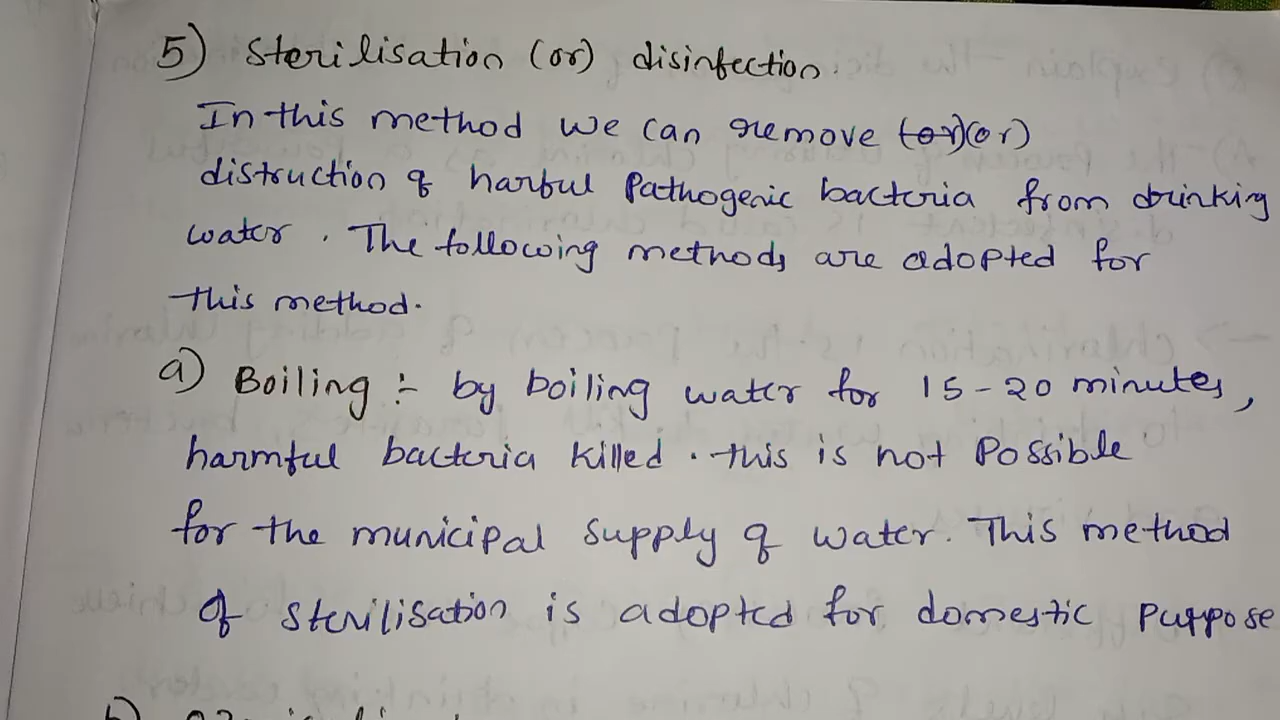 5) Sterilisation (or) disinfection.
In this method we can remove (or)(or)
distruction of harful Pathogenic bacteria from drinking
water. The following methods are adopted for
this method.
a) Boiling :- by boiling water for 15-20 minutes,
harmful bacteria killed. this is not Possible
for the municipal supply of water. This method
of sterilisation is adopted for domestic purpose
b)